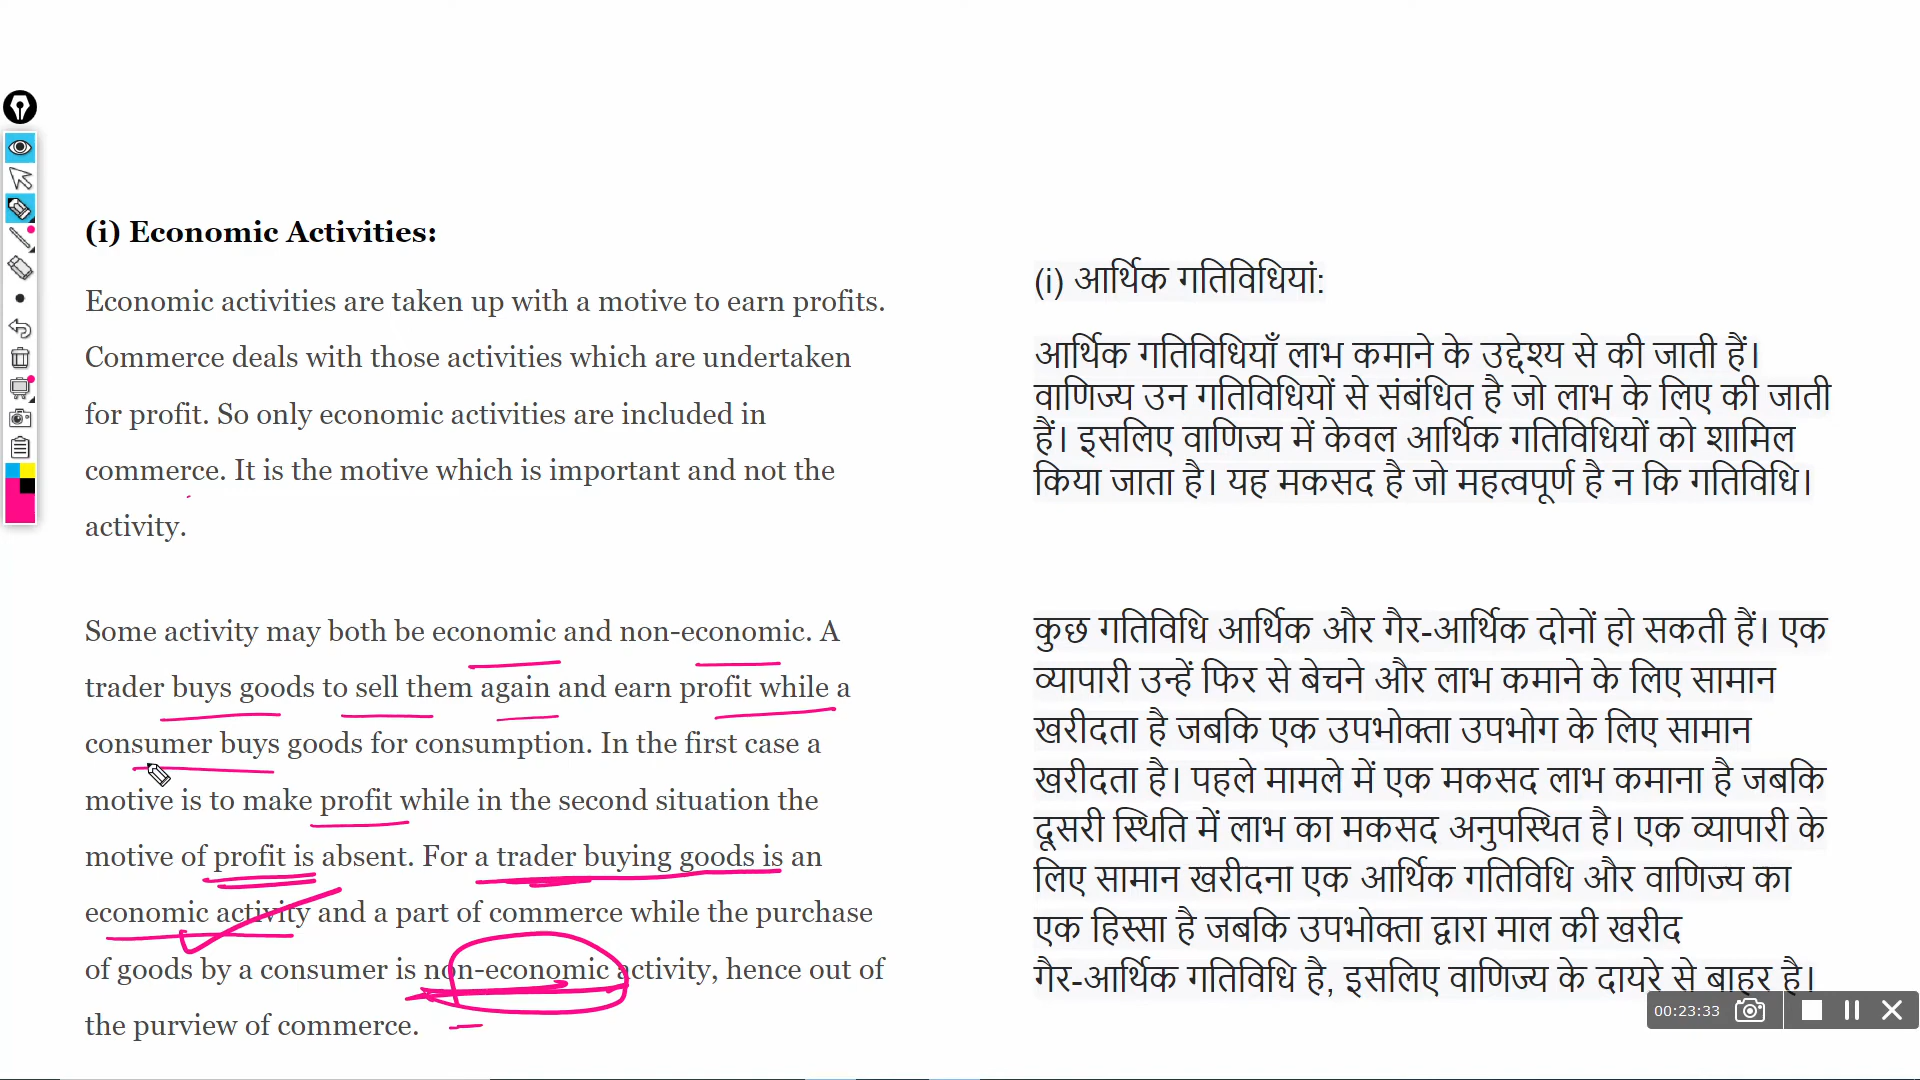 (i) Economic Activities:
Economic activities are taken up with a motive to earn profits.
Commerce deals with those activities which are undertaken
for profit. So only economic activities are included in
commerce. It is the motive which is important and not the
activity.
Some activity may both be economic and non-economic. A
trader buys goods to sell them again and earn profit while a
consumer buys goods for consumption. In the first case a
motive is to make profit while in the second situation the
motive of profit is absent. For a trader buying goods is an
economic activity and a part of commerce while the purchase
of goods by a consumer is non-economic activity, hence out of
the purview of commerce.
(i) आर्थिक गतिविधियां:
आर्थिक गतिविधियाँ लाभ कमाने के उद्देश्य से की जाती हैं।
वाणिज्य उन गतिविधियों से संबंधित है जो लाभ के लिए की जाती
हैं। इसलिए वाणिज्य में केवल आर्थिक गतिविधियों को शामिल
किया जाता है। यह मकसद है जो महत्वपूर्ण है न कि गतिविधि।
कुछ गतिविधि आर्थिक और गैर-आर्थिक दोनों हो सकती हैं। एक
व्यापारी उन्हें फिर से बेचने और लाभ कमाने के लिए सामान
खरीदता है जबकि एक उपभोक्ता उपभोग के लिए सामान
खरीदता है। पहले मामले में एक मकसद लाभ कमाना है जबकि
दूसरी स्थिति में लाभ का मकसद अनुपस्थित है। एक व्यापारी के
लिए सामान खरीदना एक आर्थिक गतिविधि और वाणिज्य का
एक हिस्सा है जबकि उपभोक्ता द्वारा माल की खरीद
गैर-आर्थिक गतिविधि है, इसलिए वाणिज्य के दायरे से बाहर है।
00:23:33